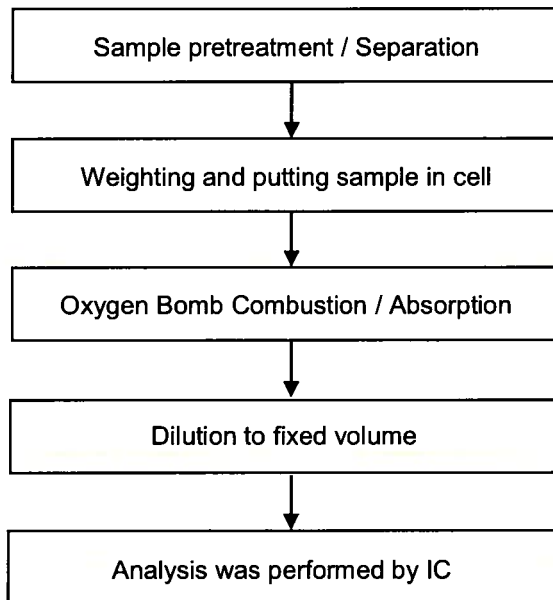 Sample pretreatment / Separation
Weighting and putting sample in cell
Oxygen Bomb Combustion / Absorption
Dilution to fixed volume
Analysis was performed by IC